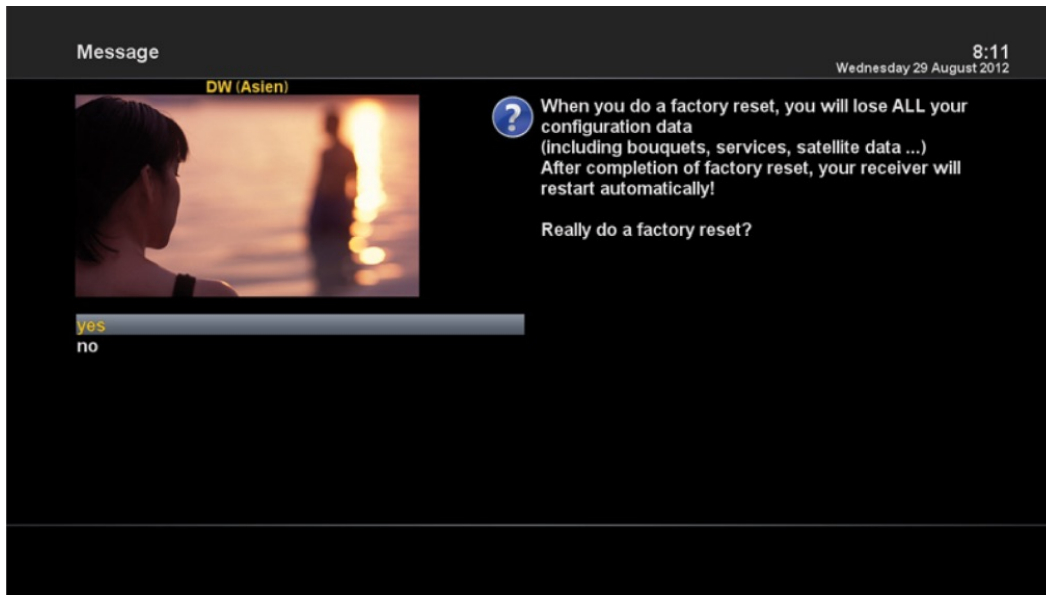 Message
8:11
Wednesday 29 August 2012
DW (Asien)
When you do a factory reset, you will lose ALL your
configuration data
(including bouquets, services, satellite data ...)
After completion of factory reset, your receiver will
restart automatically!
Really do a factory reset?
yes
no